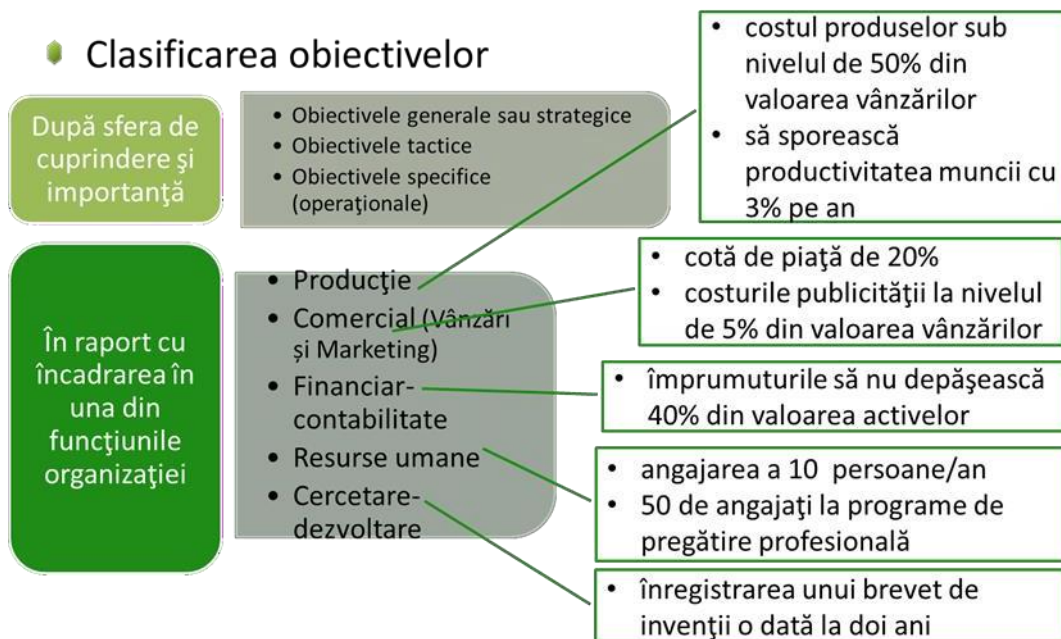 Clasificarea obiectivelor
După sfera de
cuprindere şi
importanţă
• Obiectivele generale sau strategice
• Obiectivele tactice
• Obiectivele specifice
(operaţionale)
În raport cu
încadrarea în
una din
funcţiunile
organizaţiei
• Producţie
• Comercial (Vânzări
și Marketing)
• Financiar-
contabilitate
• Resurse umane
• Cercetare-
dezvoltare
• costul produselor sub
nivelul de 50% din
valoarea vânzărilor
• să sporească
productivitatea muncii cu
3% pe an
• cotă de piaţă de 20%
• costurile publicităţii la nivelul
de 5% din valoarea vânzărilor
• împrumuturile să nu depăşească
40% din valoarea activelor
• angajarea a 10 persoane/an
• 50 de angajaţi la programe de
pregătire profesională
• înregistrarea unui brevet de
invenţii o dată la doi ani